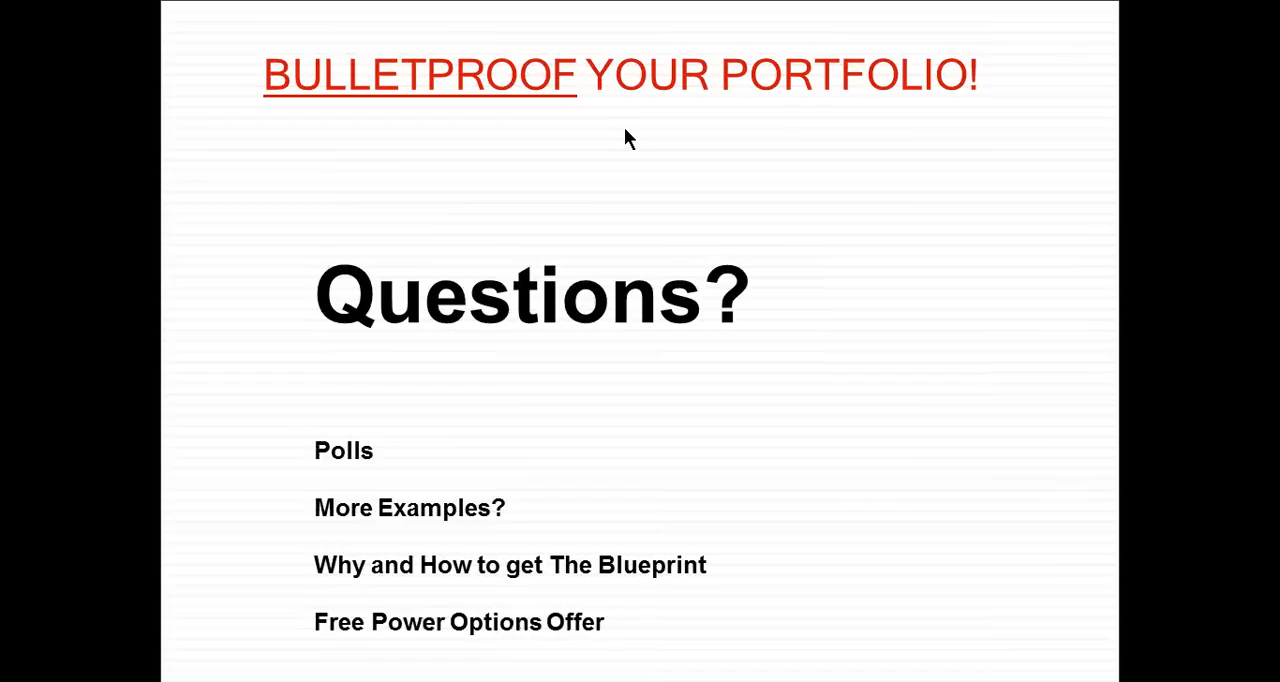 BULLETPROOF YOUR PORTFOLIO!
Questions?
Polls
More Examples?
Why and How to get The Blueprint
Free Power Options Offer